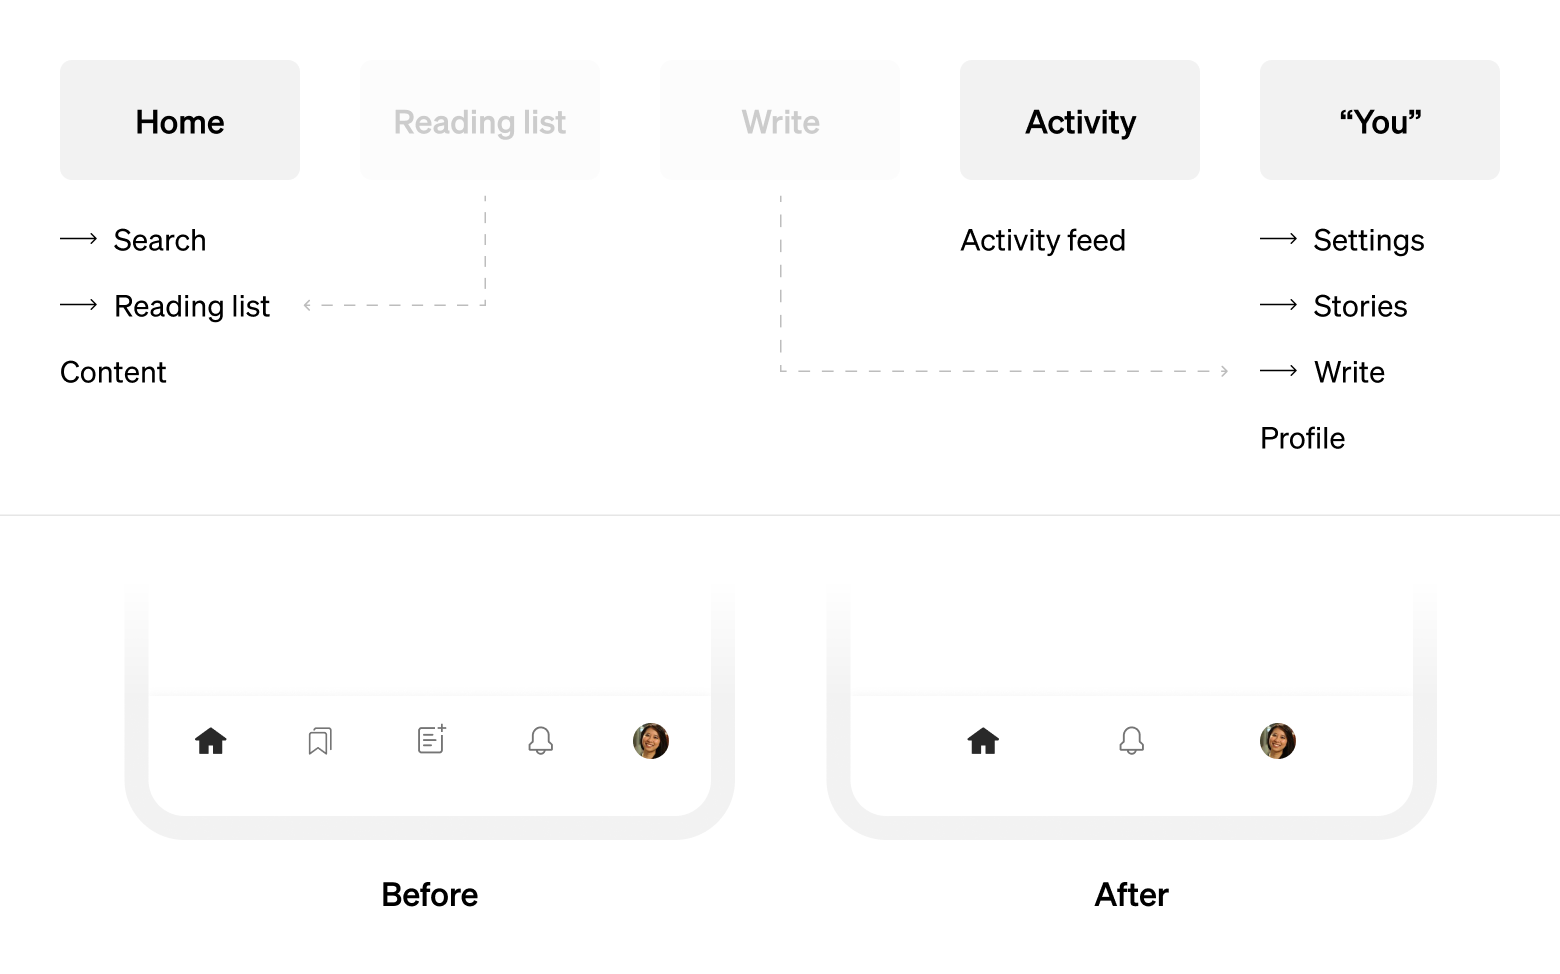 Home
Reading list
Write
Activity
“You”
Search
Reading list
Content
Activity feed
Settings
Stories
Write
Profile
Before
After